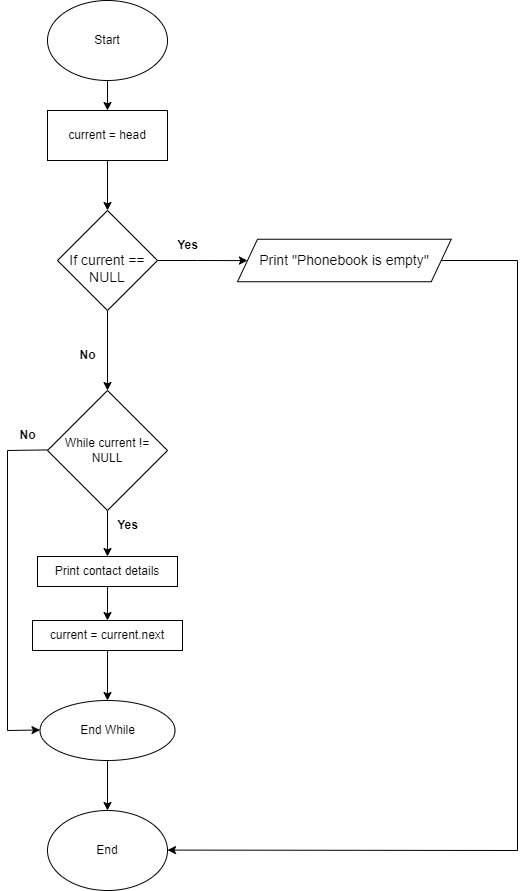 Start
current = head
If current ==
NULL
Yes
Print "Phonebook is empty"
No
While current !=
NULL
No
Yes
Print contact details
current = current.next
End While
End